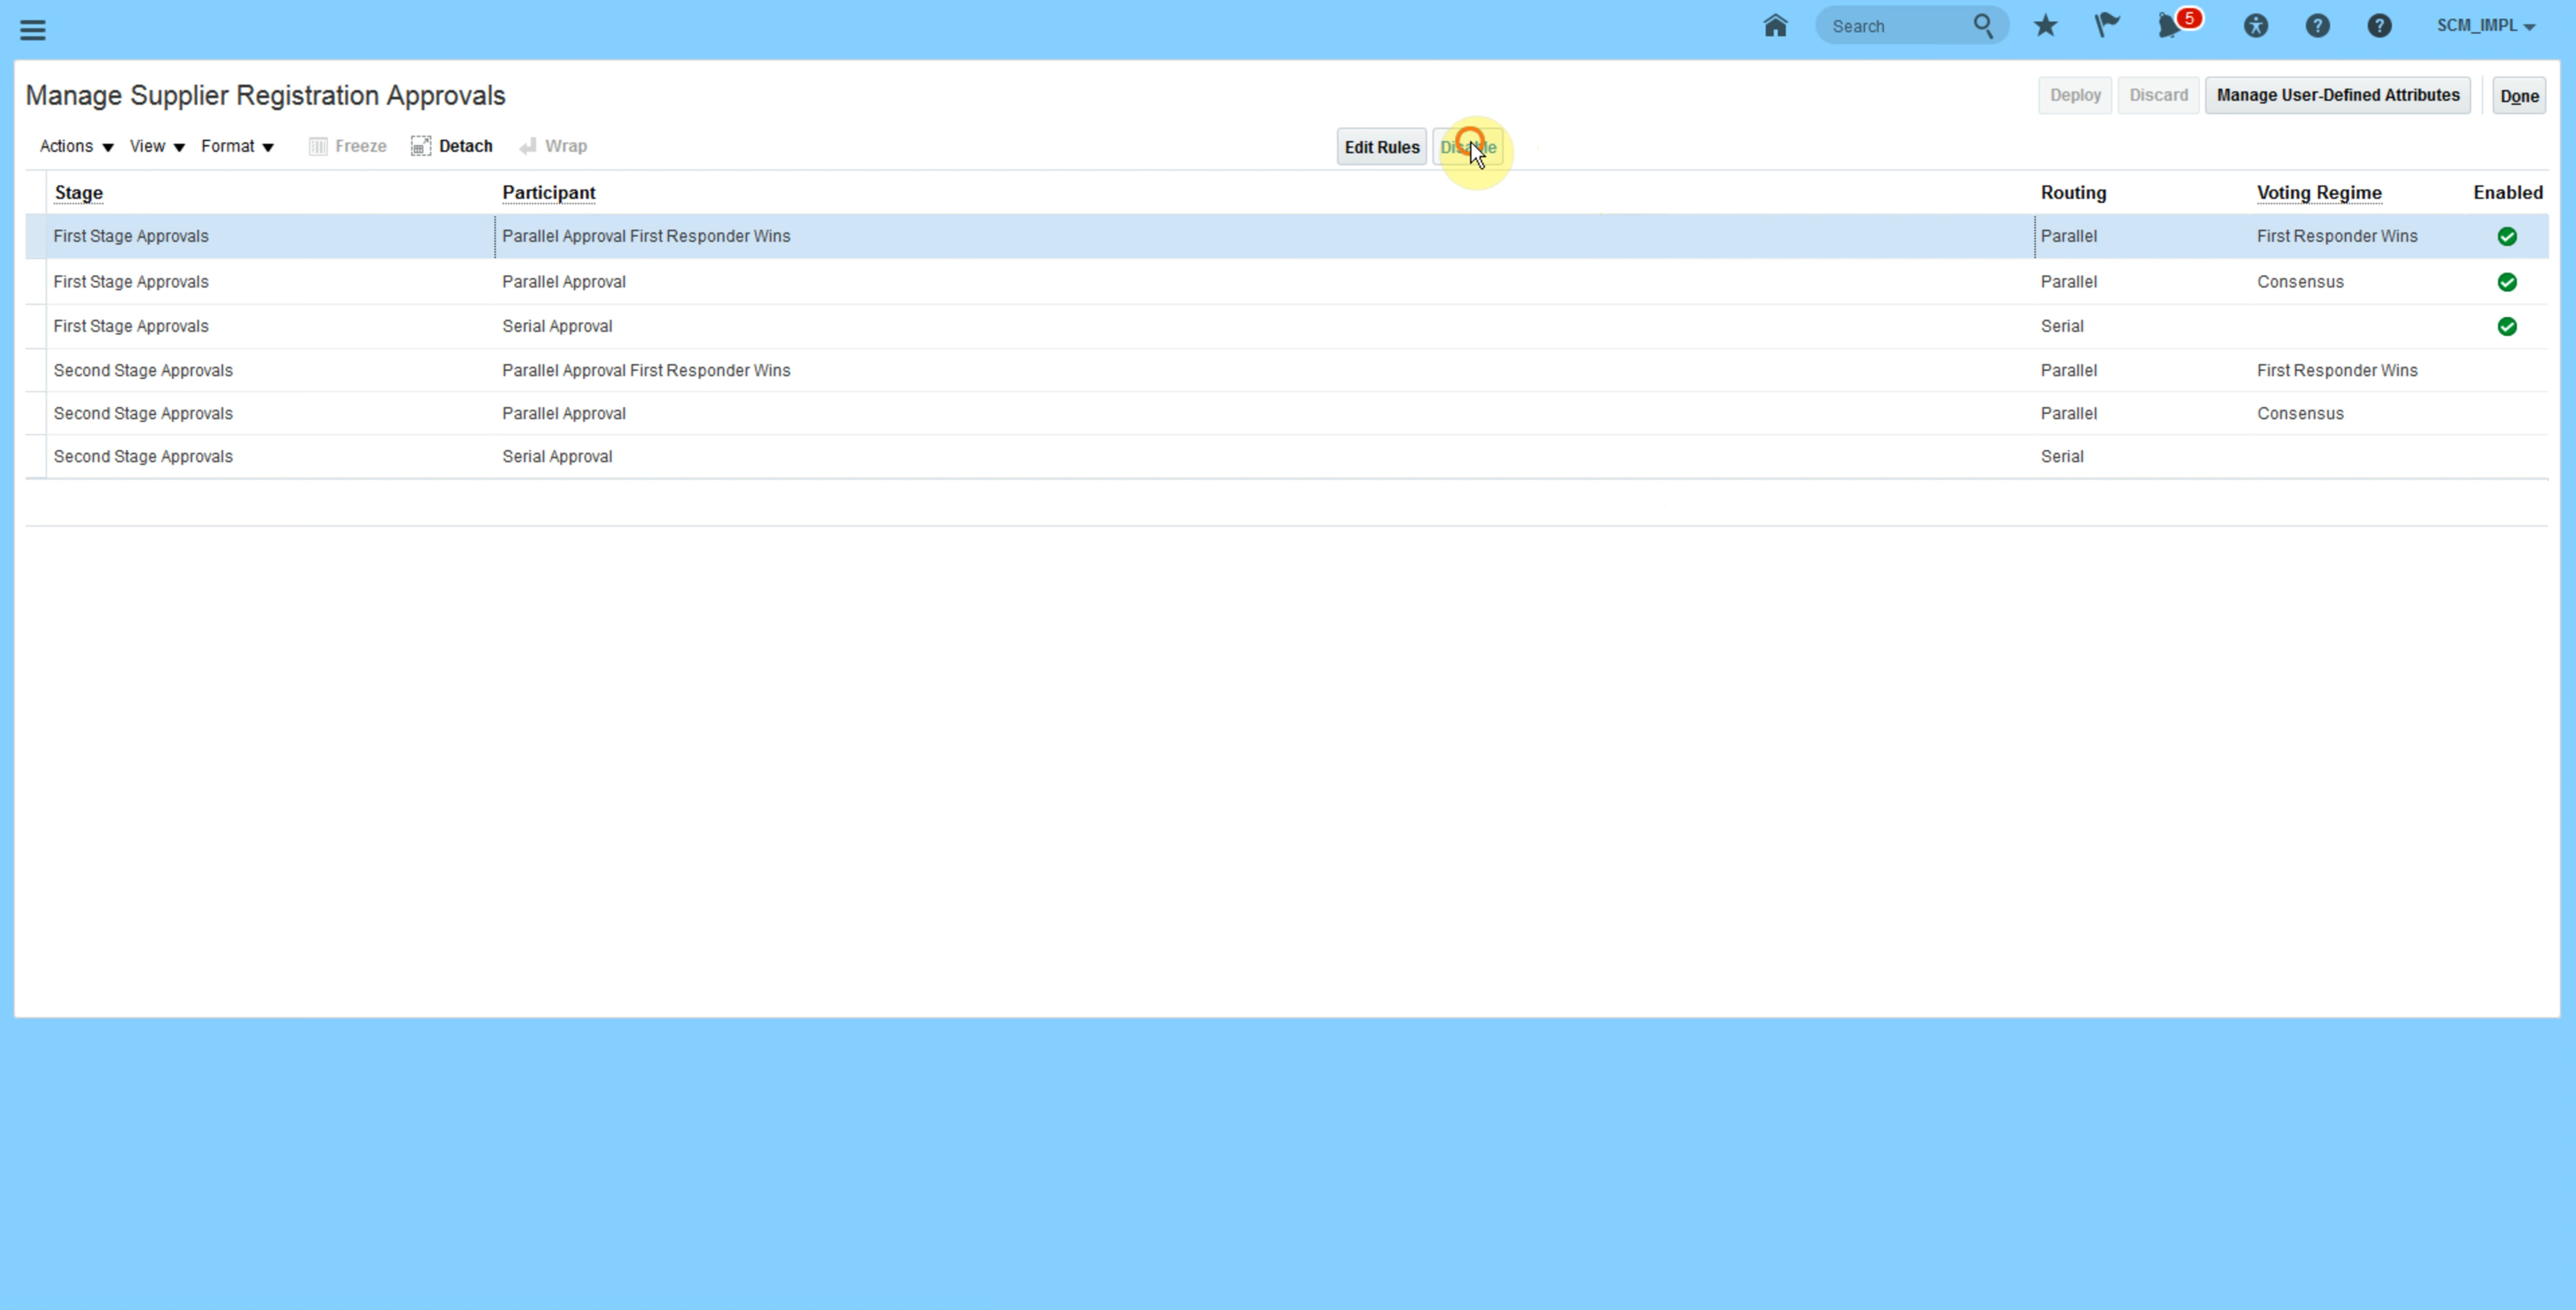 Search
5
SCM_IMPL
Manage Supplier Registration Approvals
Deploy Discard Manage User-Defined Attributes Done
Actions View Format Freeze Detach Wrap Edit Rules Disable
Stage Participant Routing Voting Regime Enabled
First Stage Approvals Parallel Approval First Responder Wins Parallel First Responder Wins
First Stage Approvals Parallel Approval Parallel Consensus
First Stage Approvals Serial Approval Serial
Second Stage Approvals Parallel Approval First Responder Wins Parallel First Responder Wins
Second Stage Approvals Parallel Approval Parallel Consensus
Second Stage Approvals Serial Approval Serial